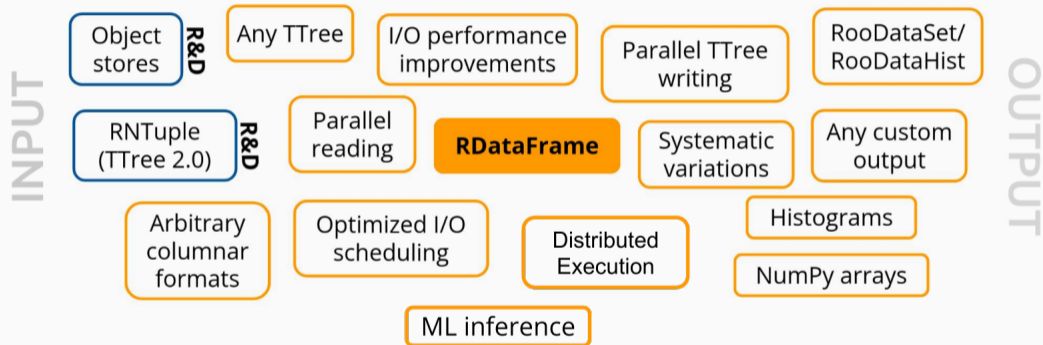 INPUT
Object
stores
R&D
Any TTree
I/O performance
improvements
Parallel TTree
writing
RooDataSet/
RooDataHist
OUTPUT
RNTuple
(TTree 2.0)
R&D
Parallel
reading
RDataFrame
Systematic
variations
Any custom
output
Arbitrary
columnar
formats
Optimized I/O
scheduling
Distributed
Execution
Histograms
NumPy arrays
ML inference